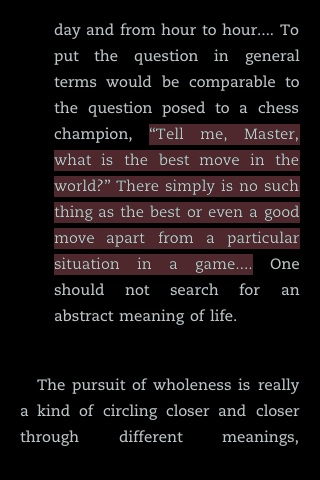 day and from hour to hour.... To
put the question in general
terms would be comparable to
the question posed to a chess
champion, “Tell me, Master,
what is the best move in the
world?” There simply is no such
thing as the best or even a good
move apart from a particular
situation in a game.... One
should not search for an
abstract meaning of life.
The pursuit of wholeness is really
a kind of circling closer and closer
through different meanings,